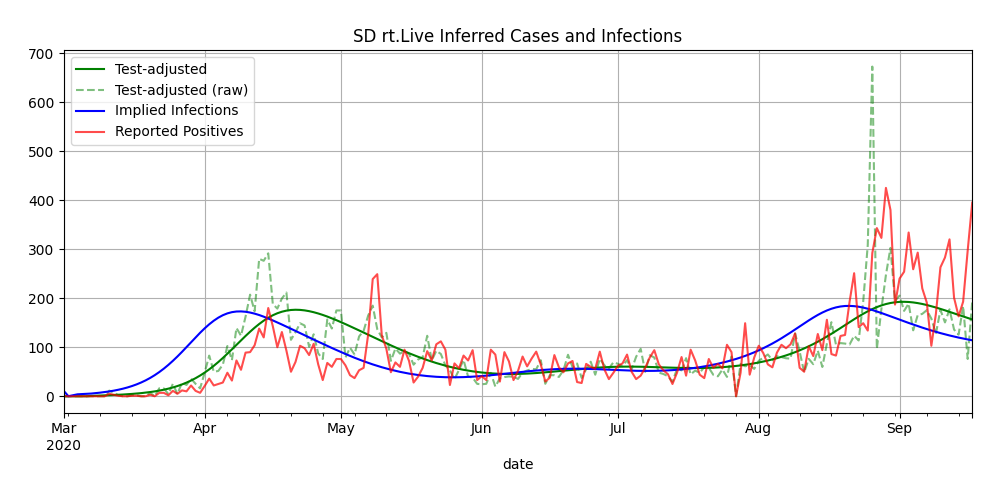 SD rt.Live Inferred Cases and Infections
700
600
500
400
300
200
100
0
Test-adjusted
Test-adjusted (raw)
Implied Infections
Reported Positives
Mar
2020
Apr
May
Jun
Jul
Aug
Sep
date